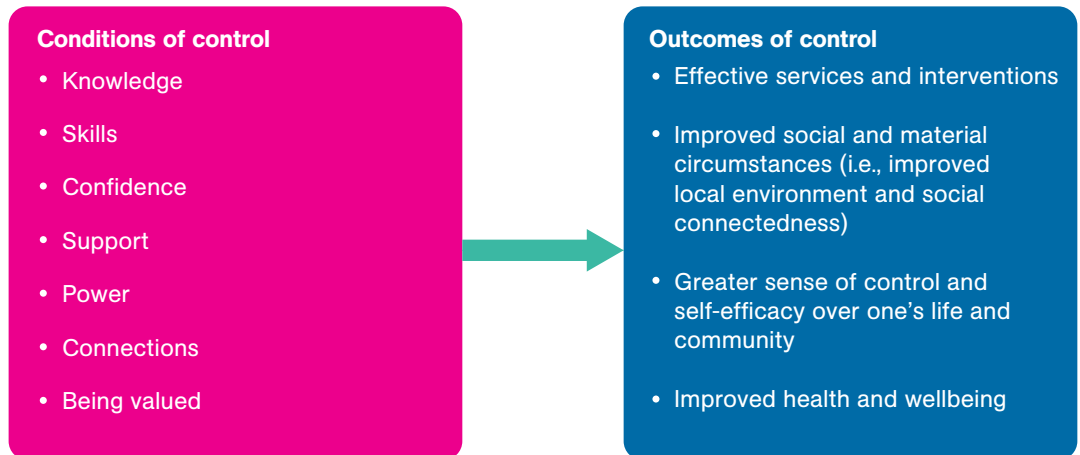 Conditions of control
• Knowledge
• Skills
• Confidence
• Support
• Power
• Connections
• Being valued
Outcomes of control
• Effective services and interventions
• Improved social and material
circumstances (i.e., improved
local environment and social
connectedness)
• Greater sense of control and
self-efficacy over one’s life and
community
• Improved health and wellbeing